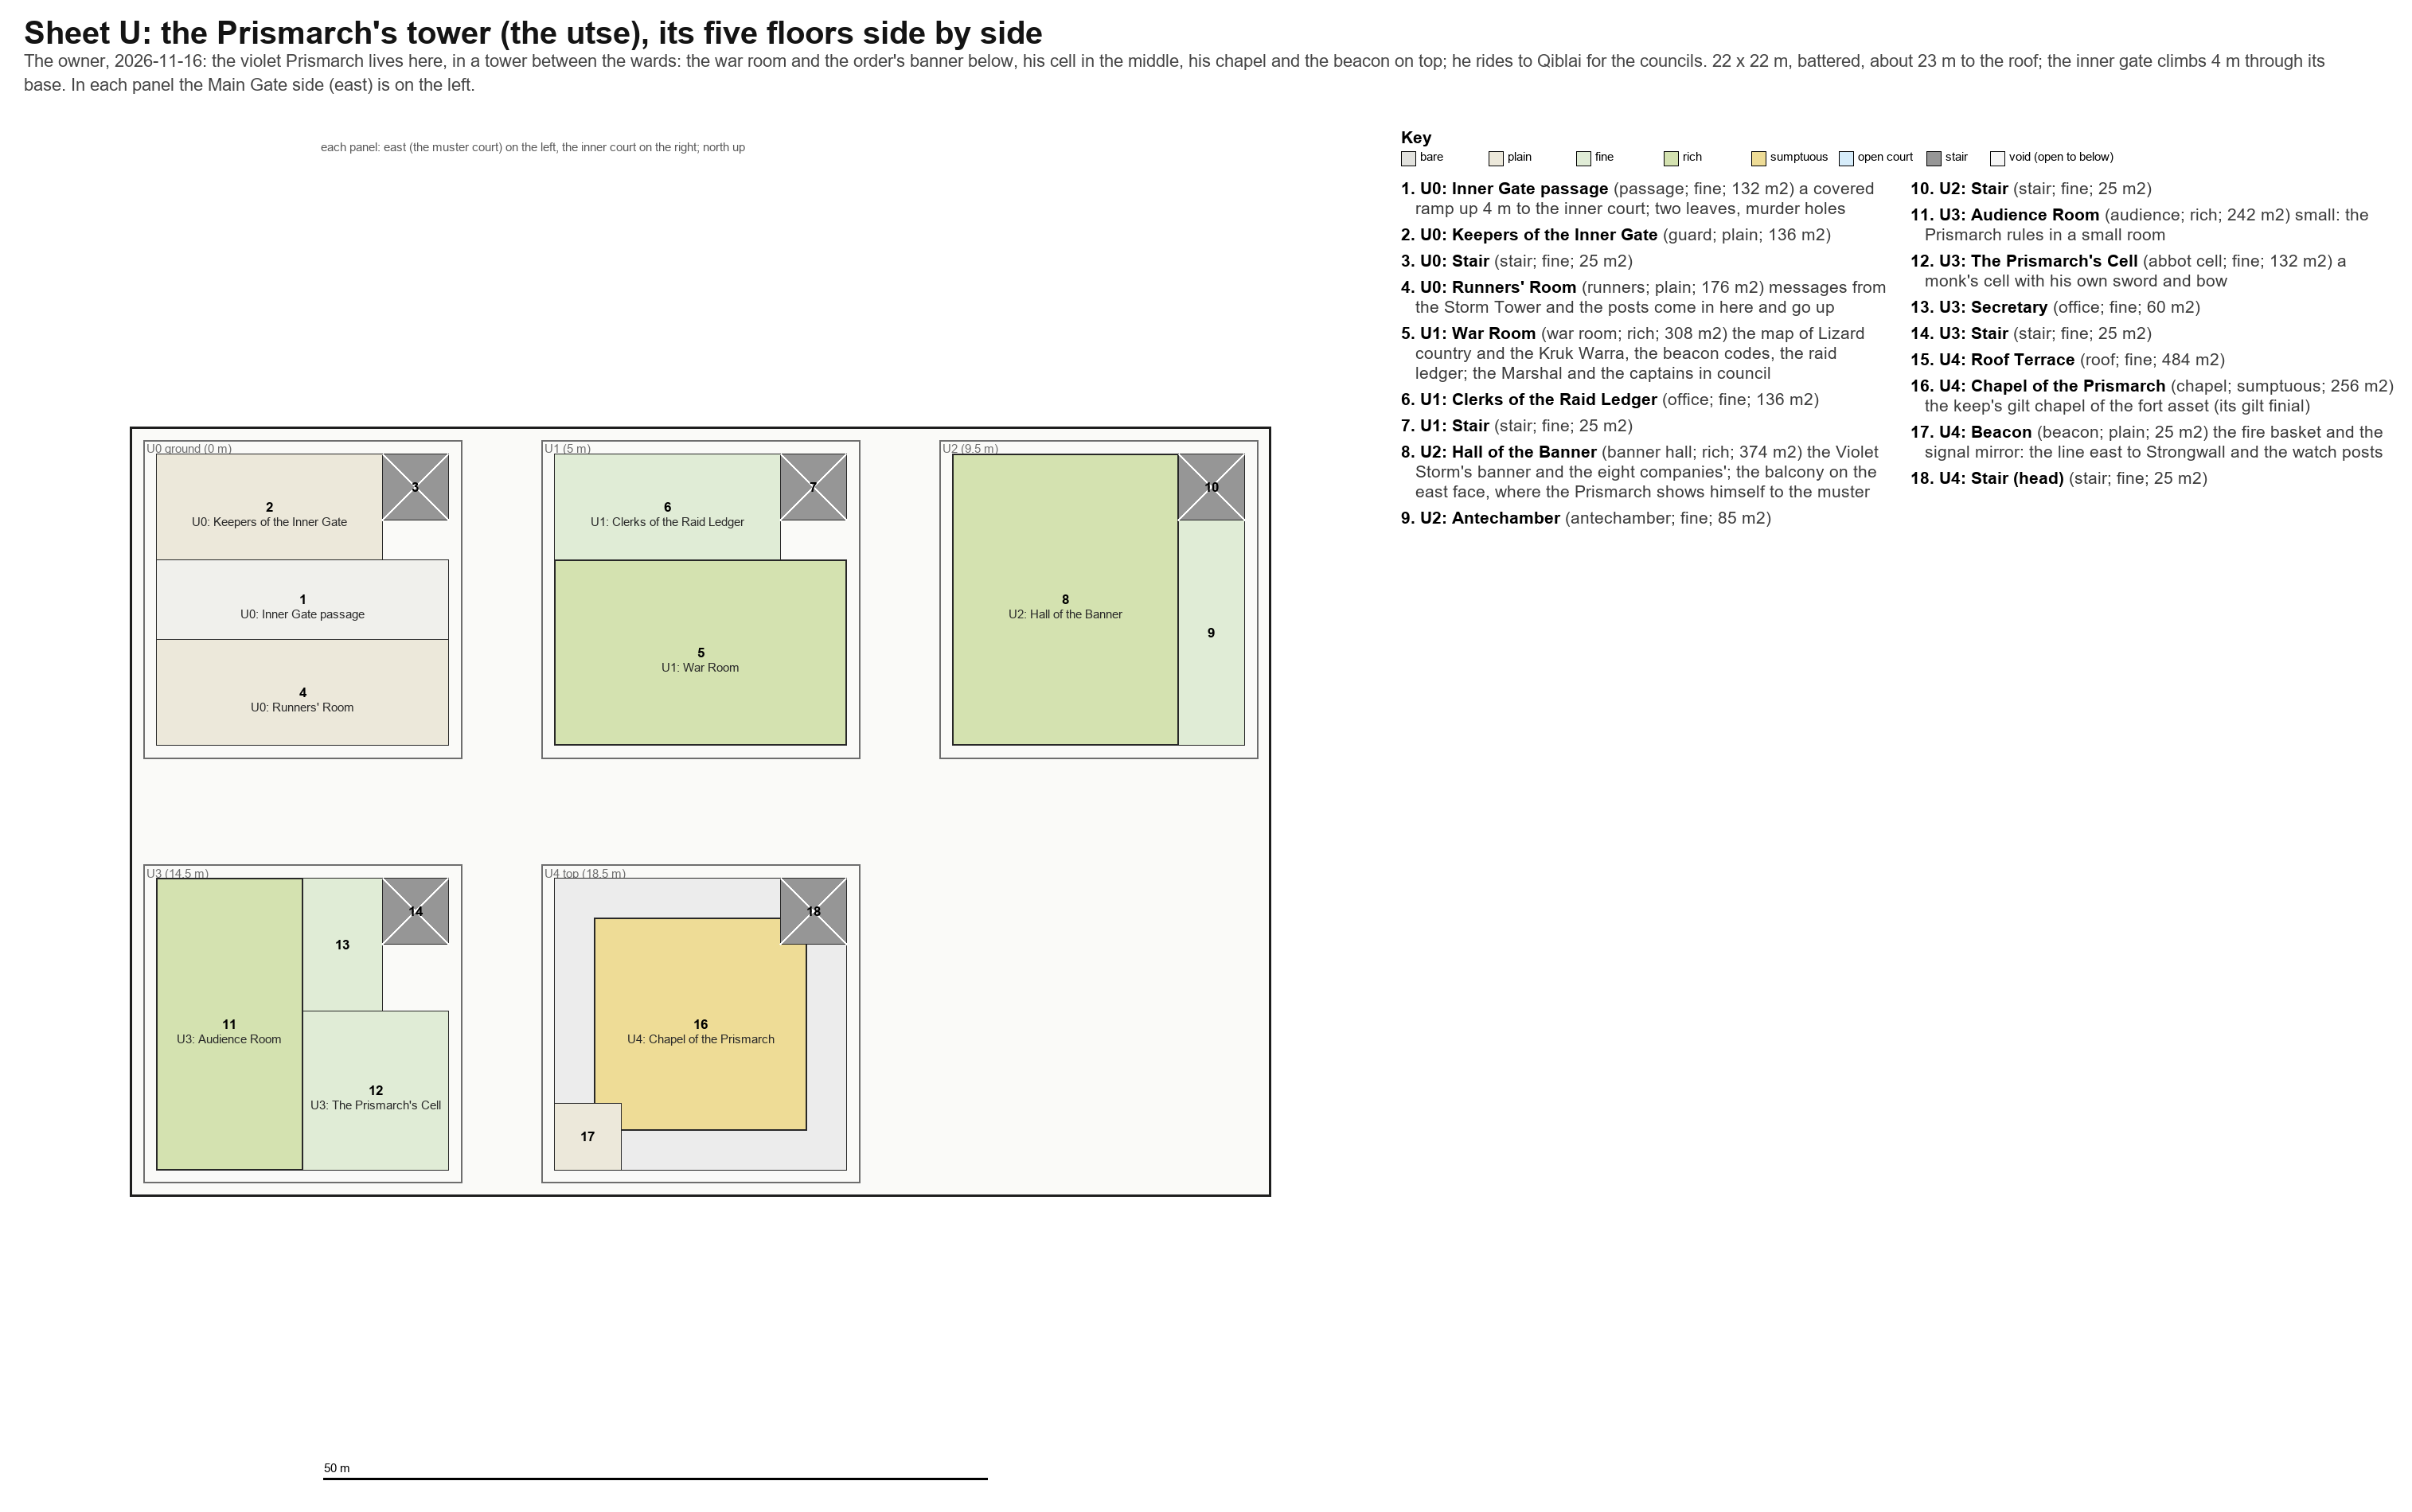 Sheet U: the Prismarch's tower (the utse), its five floors side by side
The owner, 2026-11-16: the violet Prismarch lives here, in a tower between the wards: the war room and the order's banner below, his cell in the middle, his chapel and the beacon on top; he rides to Qiblai for the councils. 22 x 22 m, battered, about 23 m to the roof; the inner gate climbs 4 m through its
base. In each panel the Main Gate side (east) is on the left.
each panel: east (the muster court) on the left, the inner court on the right; north up
U0 ground (0 m)
2
U0: Keepers of the Inner Gate
3
1
U0: Inner Gate passage
4
U0: Runners' Room
U1 (5 m)
6
U1: Clerks of the Raid Ledger
7
5
U1: War Room
U2 (9.5 m)
8
U2: Hall of the Banner
10
9
U3 (14.5 m)
11
U3: Audience Room
13
14
12
U3: The Prismarch's Cell
U4 top (18.5 m)
18
16
U4: Chapel of the Prismarch
17
50 m
Key
bare
plain
fine
rich
sumptuous
open court
stair
void (open to below)
1. U0: Inner Gate passage (passage; fine; 132 m2) a covered
ramp up 4 m to the inner court; two leaves, murder holes
2. U0: Keepers of the Inner Gate (guard; plain; 136 m2)
3. U0: Stair (stair; fine; 25 m2)
4. U0: Runners' Room (runners; plain; 176 m2) messages from
the Storm Tower and the posts come in here and go up
5. U1: War Room (war room; rich; 308 m2) the map of Lizard
country and the Kruk Warra, the beacon codes, the raid
ledger; the Marshal and the captains in council
6. U1: Clerks of the Raid Ledger (office; fine; 136 m2)
7. U1: Stair (stair; fine; 25 m2)
8. U2: Hall of the Banner (banner hall; rich; 374 m2) the Violet
Storm's banner and the eight companies'; the balcony on the
east face, where the Prismarch shows himself to the muster
9. U2: Antechamber (antechamber; fine; 85 m2)
10. U2: Stair (stair; fine; 25 m2)
11. U3: Audience Room (audience; rich; 242 m2) small: the
Prismarch rules in a small room
12. U3: The Prismarch's Cell (abbot cell; fine; 132 m2) a
monk's cell with his own sword and bow
13. U3: Secretary (office; fine; 60 m2)
14. U3: Stair (stair; fine; 25 m2)
15. U4: Roof Terrace (roof; fine; 484 m2)
16. U4: Chapel of the Prismarch (chapel; sumptuous; 256 m2)
the keep's gilt chapel of the fort asset (its gilt finial)
17. U4: Beacon (beacon; plain; 25 m2) the fire basket and the
signal mirror: the line east to Strongwall and the watch posts
18. U4: Stair (head) (stair; fine; 25 m2)